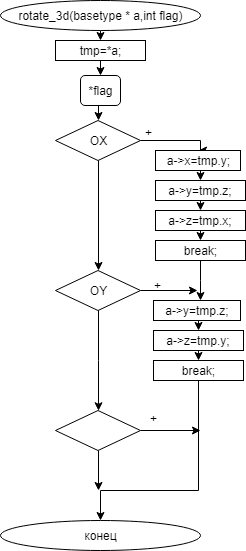 rotate_3d(basetype * a,int flag)
tmp=*a;
*flag
OX
+
a->x=tmp.y;
a->y=tmp.z;
a->z=tmp.x;
break;
OY
+
a->y=tmp.z;
a->z=tmp.y;
break;
+
конец